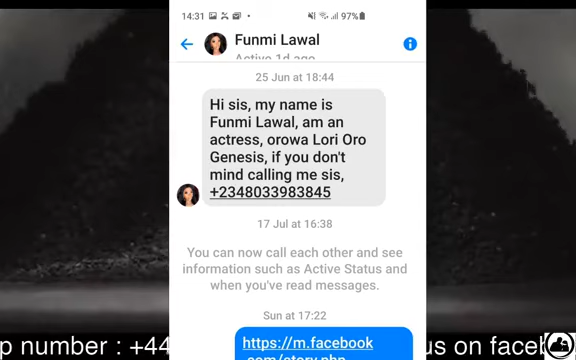 14:31 97%
Funmi Lawal
Active 1d ago
25 Jun at 18:44
Hi sis, my name is
Funmi Lawal, am an
actress, orowa Lori Oro
Genesis, if you don't
mind calling me sis,
+2348033983845
17 Jul at 16:38
You can now call each other and see
information such as Active Status and
when you've read messages.
Sun at 17:22
https://m.facebook
com/story.php
p number : +44
us on faceb